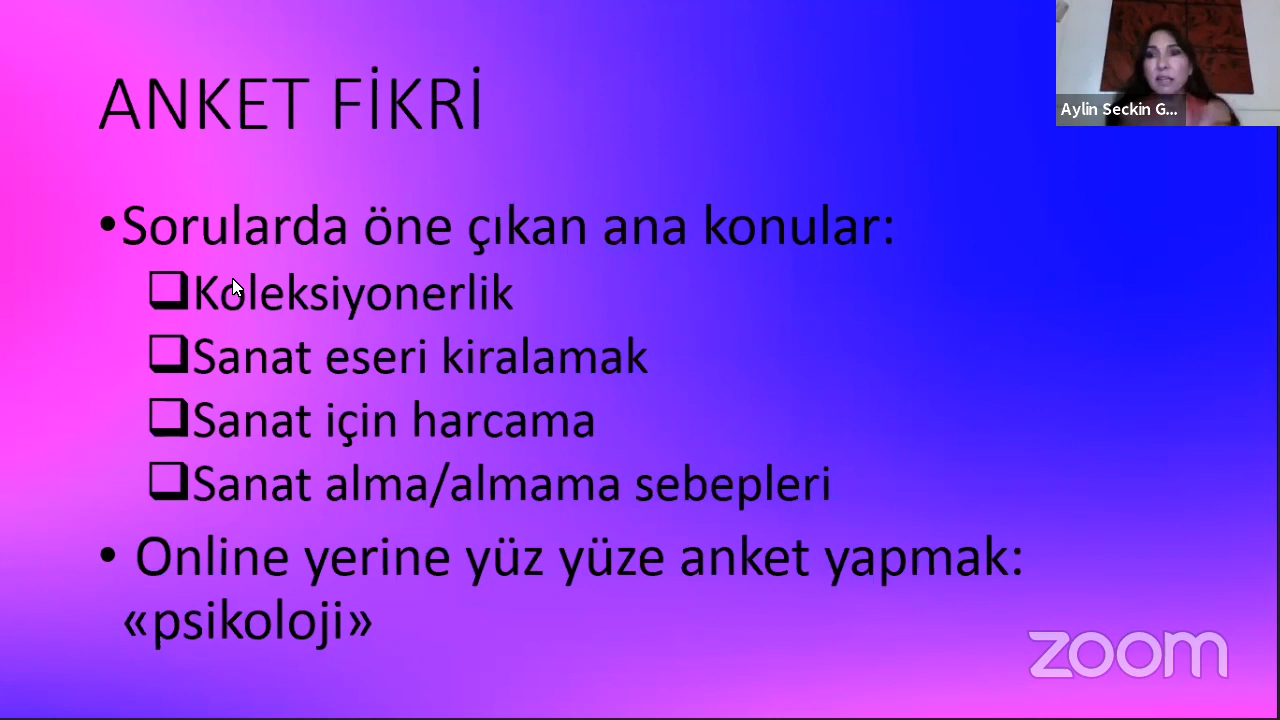 Aylin Seckin G...
ANKET FİKRİ
•Sorularda öne çıkan ana konular:
❑Koleksiyonerlik
❑Sanat eseri kiralamak
❑Sanat için harcama
❑Sanat alma/almama sebepleri
• Online yerine yüz yüze anket yapmak:
«psikoloji»
zoom